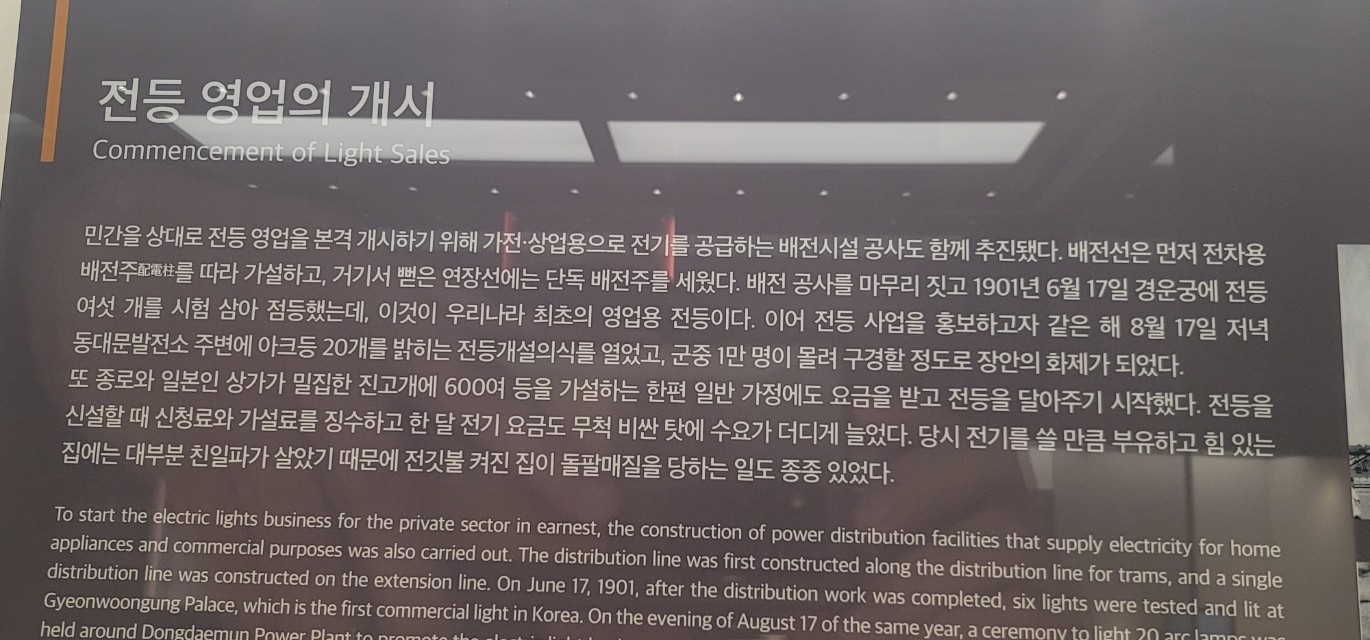 전등 영업의 개시
Commencement of Light Sales
민간을 상대로 전등 영업을 본격 개시하기 위해 가전·상업용으로 전기를 공급하는 배전시설 공사도 함께 추진됐다. 배전선은 먼저 전차용
배전주配電柱를 따라 가설하고, 거기서 뻗은 연장선에는 단독 배전주를 세웠다. 배전 공사를 마무리 짓고 1901년 6월 17일 경운궁에 전등
여섯 개를 시험 삼아 점등했는데, 이것이 우리나라 최초의 영업용 전등이다. 이어 전등 사업을 홍보하고자 같은 해 8월 17일 저녁
동대문발전소 주변에 아크등 20개를 밝히는 전등개설의식를 열었고, 군중 1만 명이 몰려 구경할 정도로 장안의 화제가 되었다.
또 종로와 일본인 상가가 밀집한 진고개에 600여 등을 가설하는 한편 일반 가정에도 요금을 받고 전등을 달아주기 시작했다. 전등을
신설할 때 신청료와 가설료를 징수하고 한 달 전기 요금도 무척 비싼 탓에 수요가 더디게 늘었다. 당시 전기를 쓸 만큼 부유하고 힘 있는
집에는 대부분 친일파가 살았기 때문에 전깃불 켜진 집이 돌팔매질을 당하는 일도 종종 있었다.
To start the electric lights business for the private sector in earnest, the construction of power distribution facilities that supply electricity for home
appliances and commercial purposes was also carried out. The distribution line was first constructed along the distribution line for trams, and a single
distribution line was constructed on the extension line. On June 17, 1901, after the distribution work was completed, six lights were tested and lit at
Gyeonwoongung Palace, which is the first commercial light in Korea. On the evening of August 17 of the same year, a ceremony to light 20 arc lamps was
held around Dongdaemun Power Plant to promote the